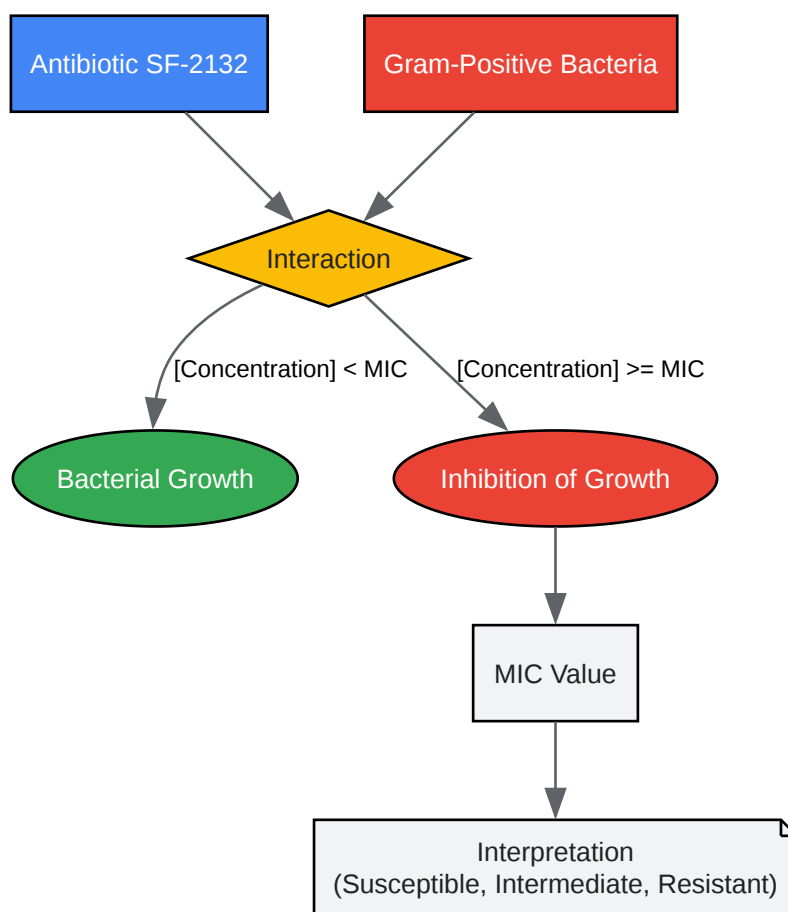 Antibiotic SF-2132
Gram-Positive Bacteria
Interaction
[Concentration] < MIC
[Concentration] >= MIC
Bacterial Growth
Inhibition of Growth
MIC Value
Interpretation
(Susceptible, Intermediate, Resistant)